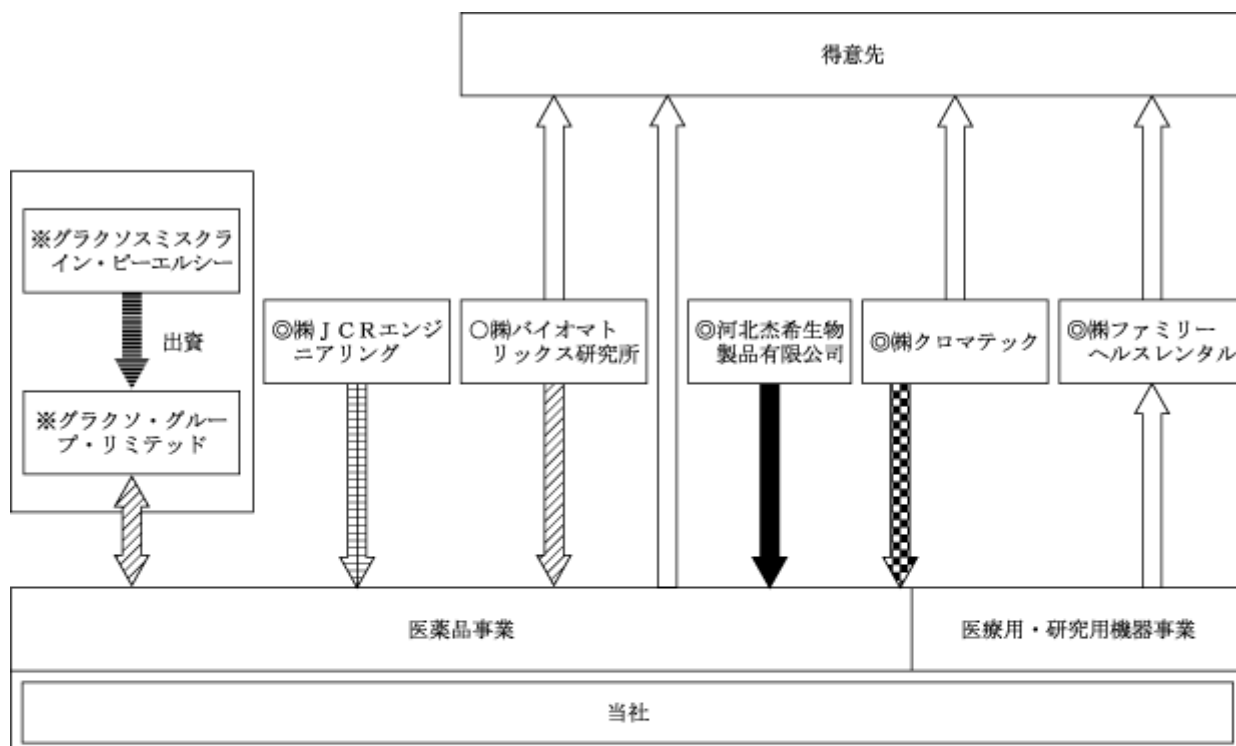 得意先
※グラクソスミスクラ
イン・ピーエルシー
出資
※グラクソ・グルー
プ・リミテッド
◎㈱ＪＣＲエンジ
ニアリング
○㈱バイオマト
リックス研究所
◎河北杰希生物
製品有限公司
◎㈱クロマテック
◎㈱ファミリー
ヘルスレンタル
医薬品事業
医療用・研究用機器事業
当社